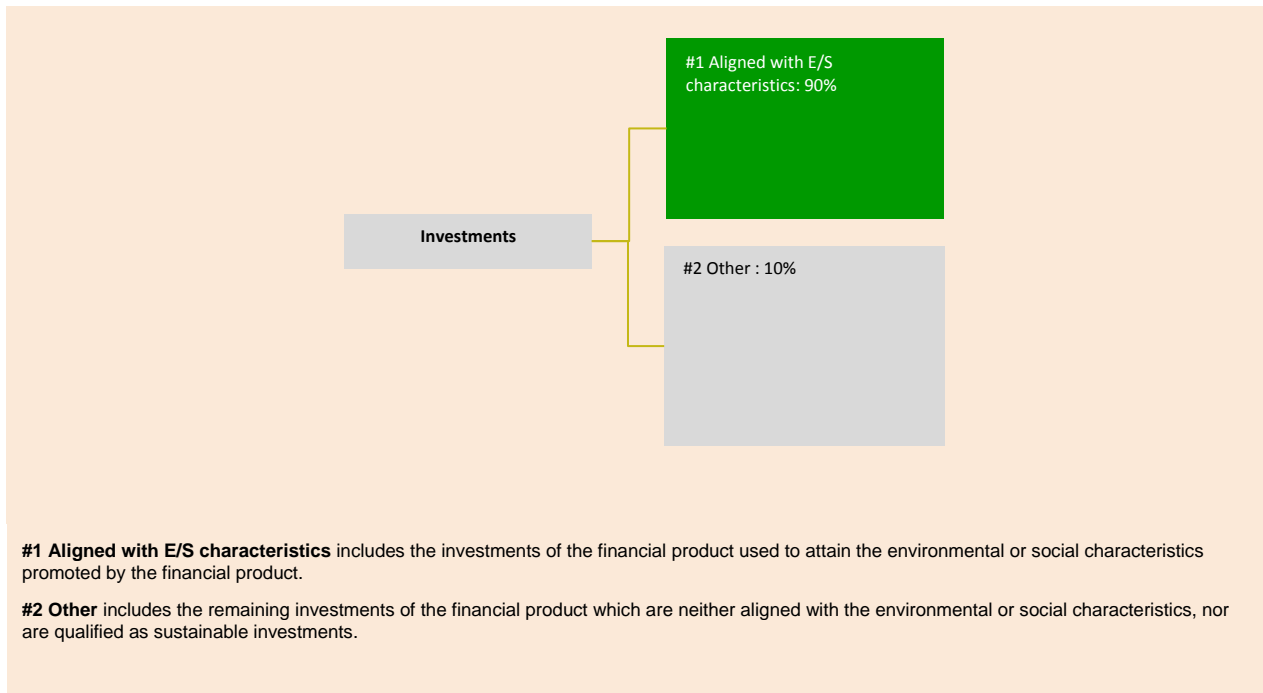 #1 Aligned with E/S
characteristics: 90%
Investments
#2 Other : 10%
#1 Aligned with E/S characteristics includes the investments of the financial product used to attain the environmental or social characteristics
promoted by the financial product.
#2 Other includes the remaining investments of the financial product which are neither aligned with the environmental or social characteristics, nor
are qualified as sustainable investments.